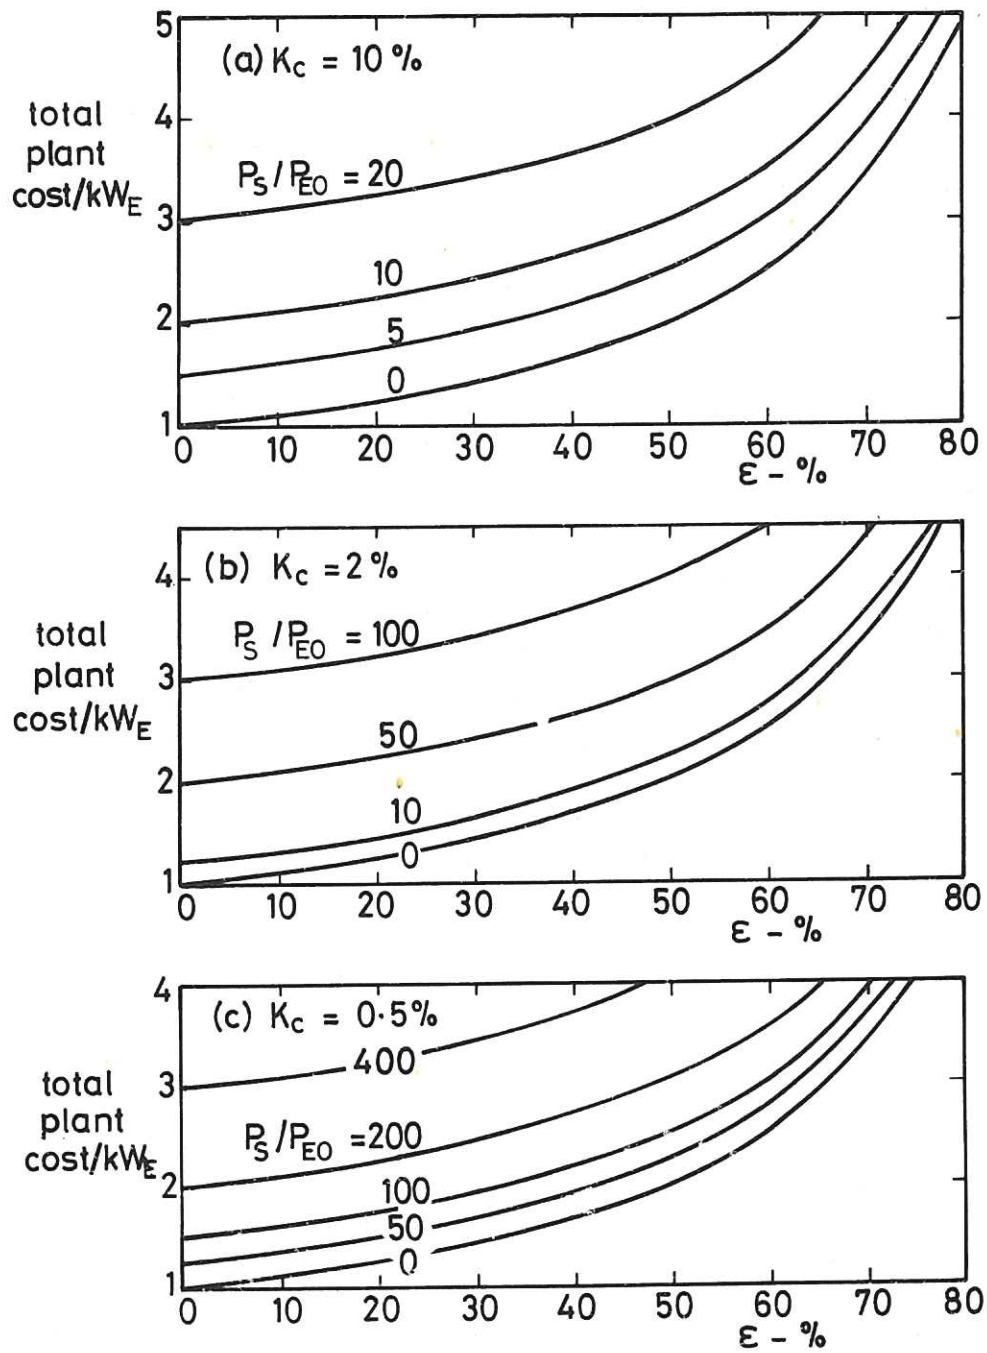 5
(a) Kc = 10 %
total
plant
cost/kWE
4
PS/PEO = 20
3
10
2
5
0
1
0 10 20 30 40 50 60 70 80
ε - %
(b) Kc = 2 %
4
total
plant
cost/kWE
PS/PEO = 100
3
50
2
10
0
1
0 10 20 30 40 50 60 70 80
ε - %
4
(c) Kc = 0·5%
400
total
plant
cost/kWE
3
PS/PEO = 200
2
100
50
0
1
0 10 20 30 40 50 60 70 80
ε - %